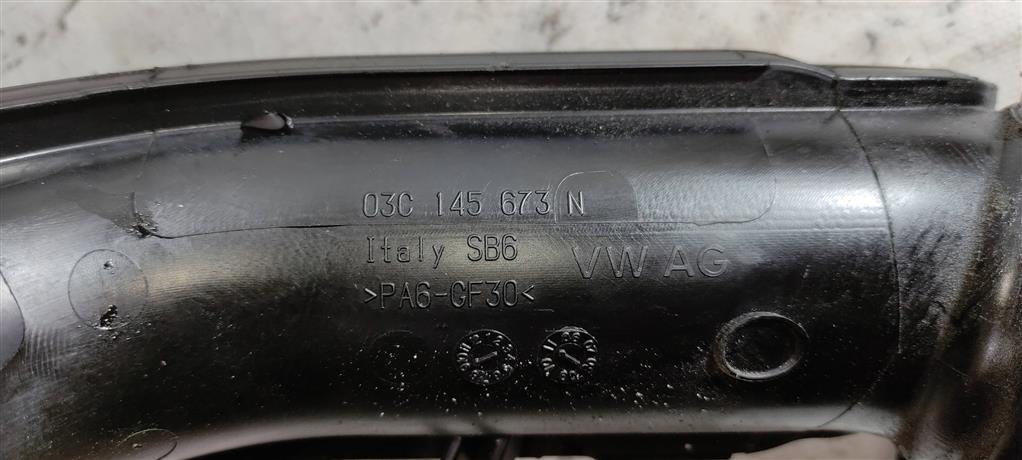 03C 145 673 N
Italy SB6
VW AG
>PA6-GF30<